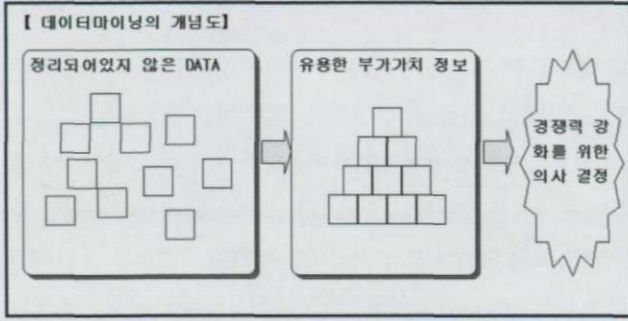 【 데이터마이닝의 개념도】
정리되어있지 않은 DATA
유용한 부가가치 정보
경쟁력 강
화를 위한
의사 결정